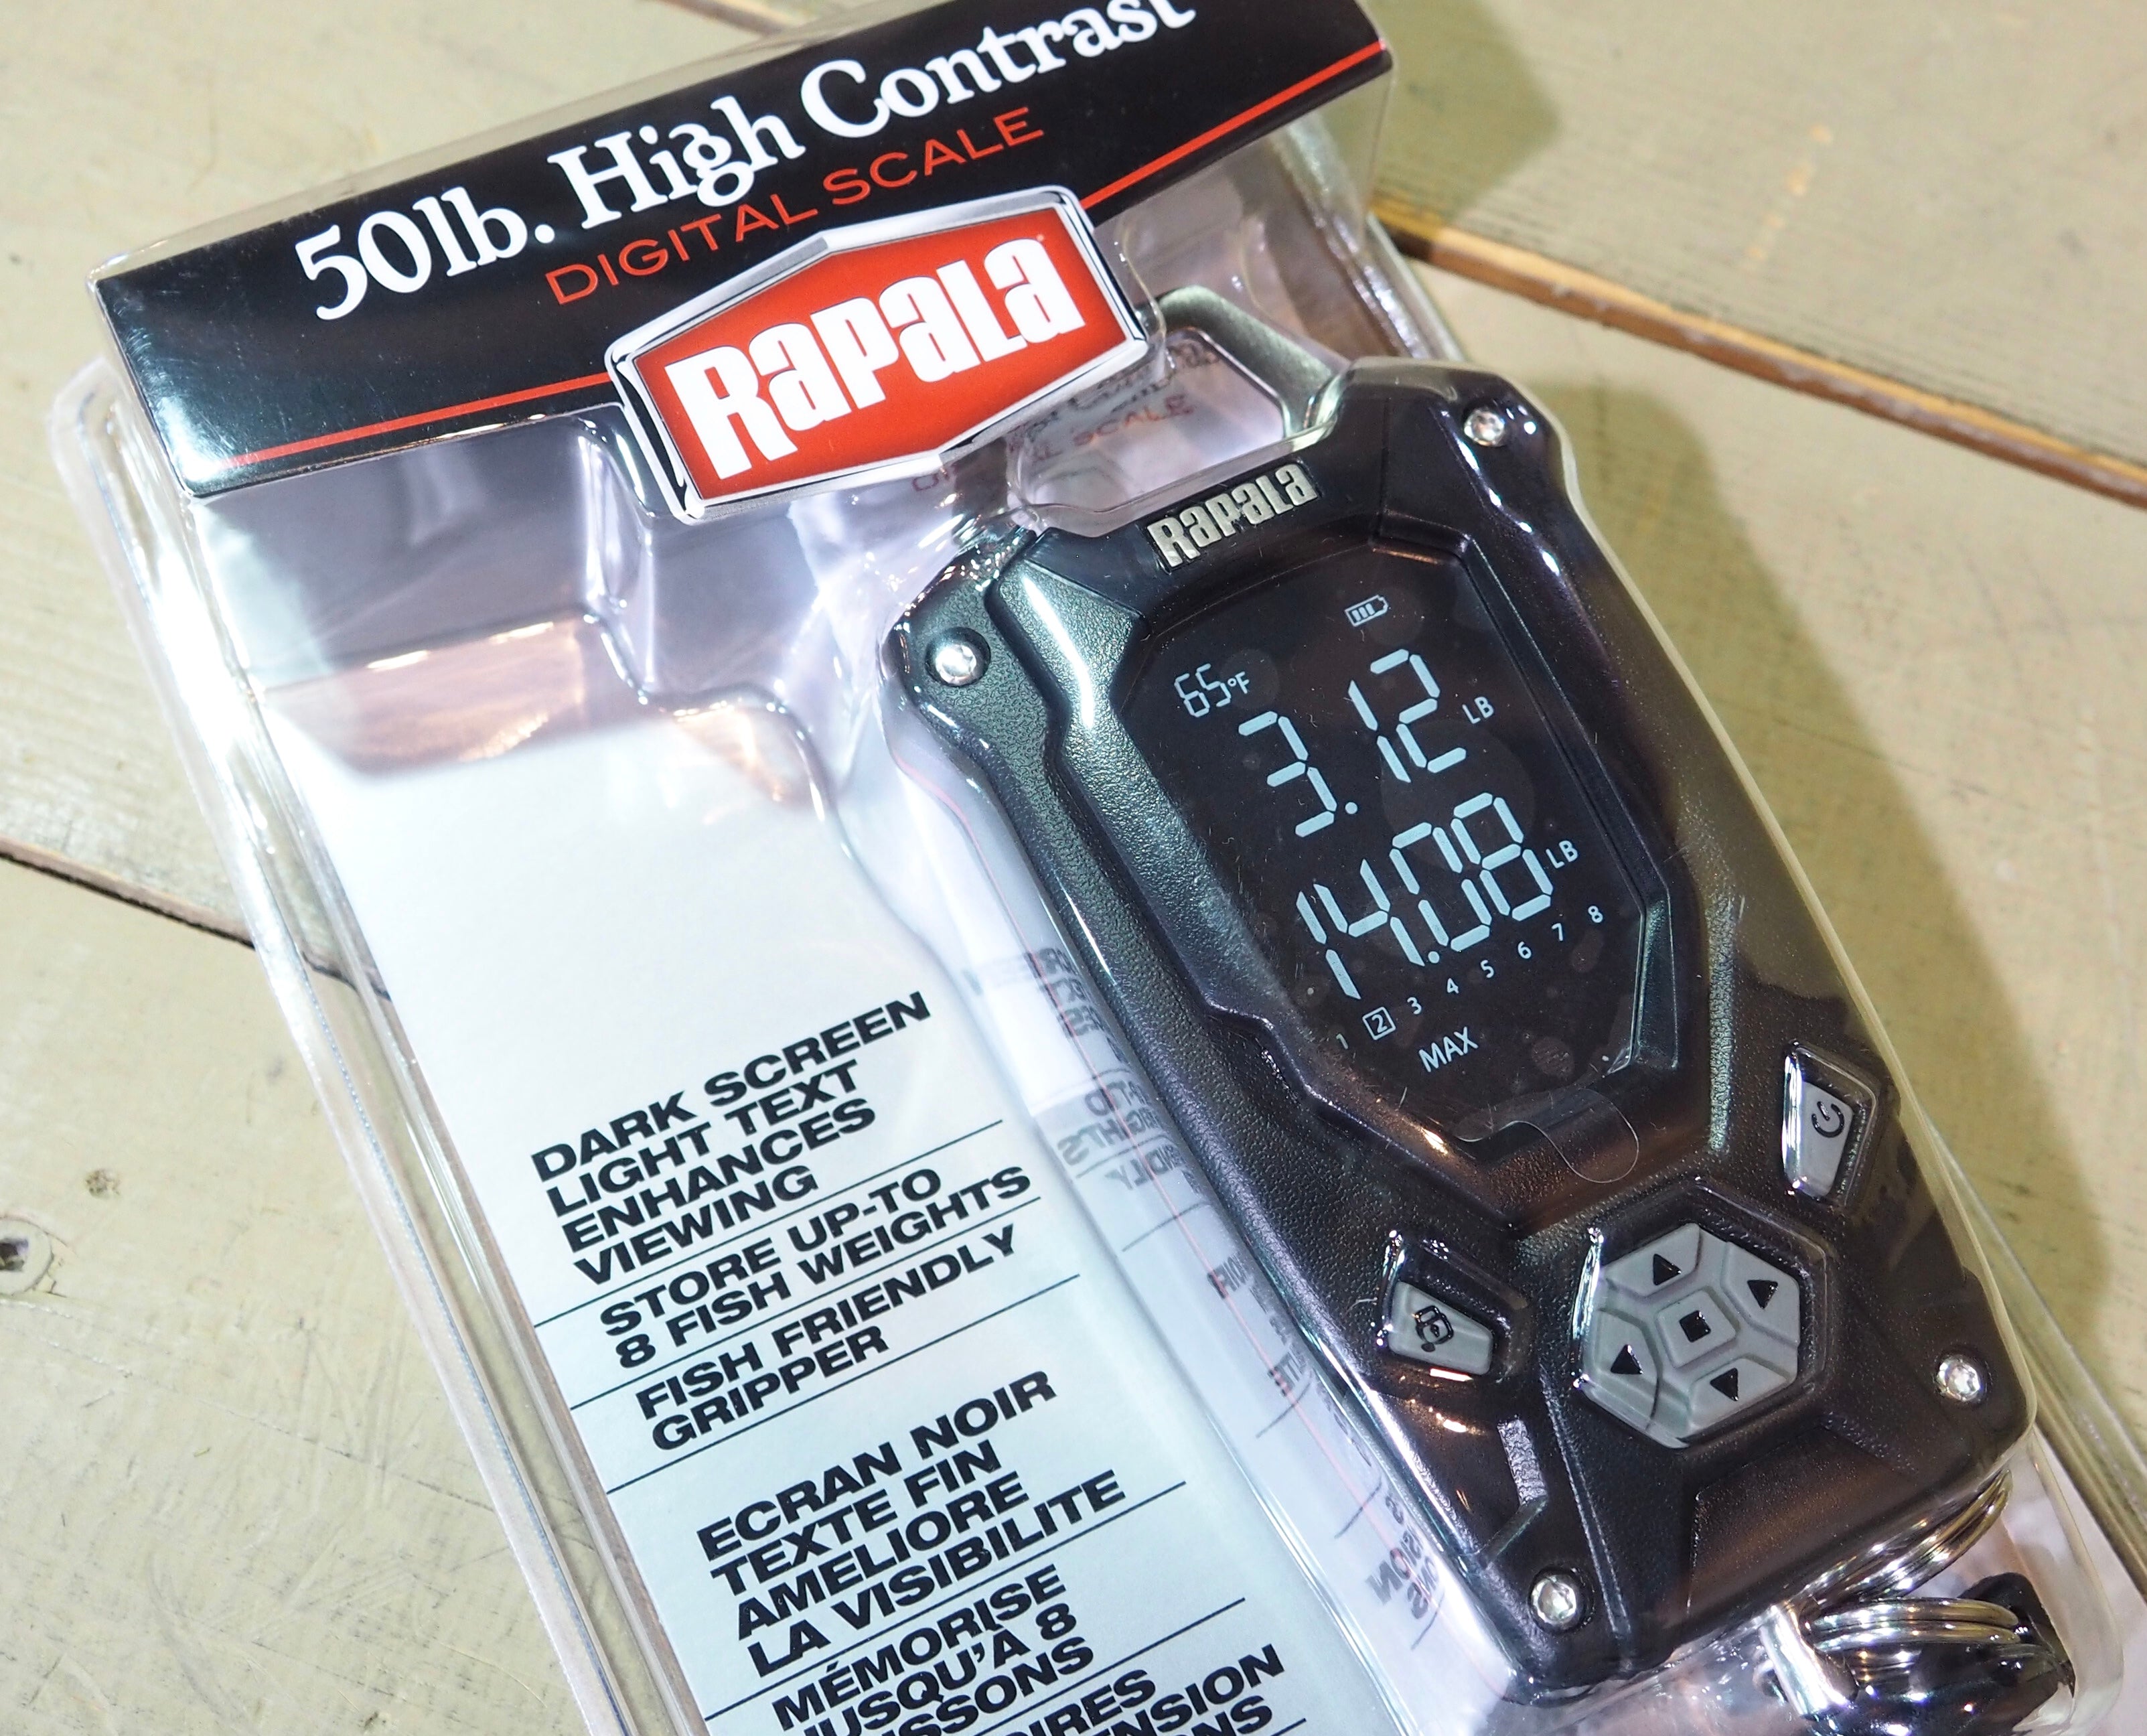 50lb. High Contrast
DIGITAL SCALE
RAPALA
RAPALA
65°F
3.12 LB
14.08 LB
1 2 3 4 5 6 7 8
MAX
DARK SCREEN
LIGHT TEXT
ENHANCES
VIEWING
STORE UP-TO
8 FISH WEIGHTS
FISH FRIENDLY
GRIPPER
ECRAN NOIR
TEXTE FIN
AMELIORE
LA VISIBILITE
MÉMORISE
JUSQU'À 8